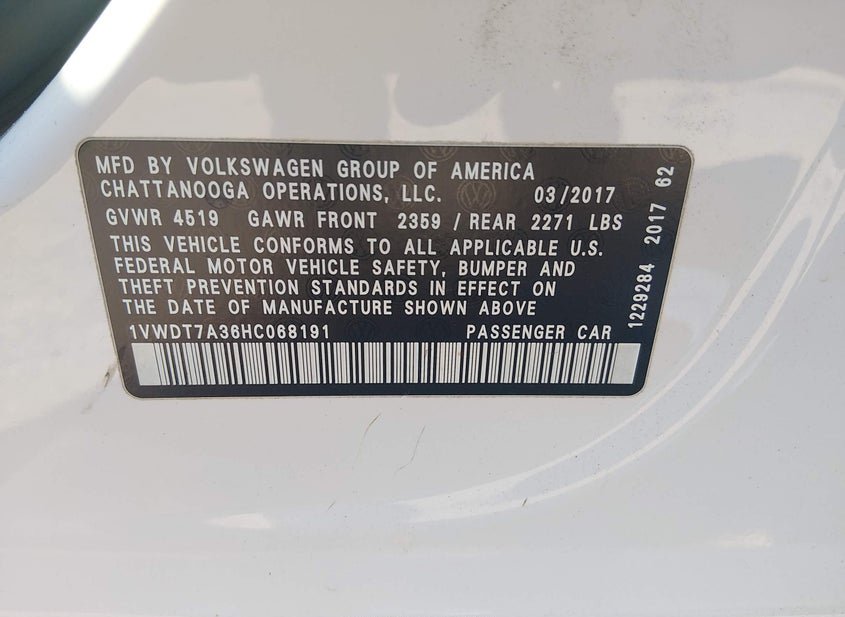 MFD BY VOLKSWAGEN GROUP OF AMERICA
CHATTANOOGA OPERATIONS, LLC. 03/2017
GVWR 4519 GAWR FRONT 2359 / REAR 2271 LBS
THIS VEHICLE CONFORMS TO ALL APPLICABLE U.S.
FEDERAL MOTOR VEHICLE SAFETY, BUMPER AND
THEFT PREVENTION STANDARDS IN EFFECT ON
THE DATE OF MANUFACTURE SHOWN ABOVE
1VWDT7A36HC068191 PASSENGER CAR
1229284 2017 62